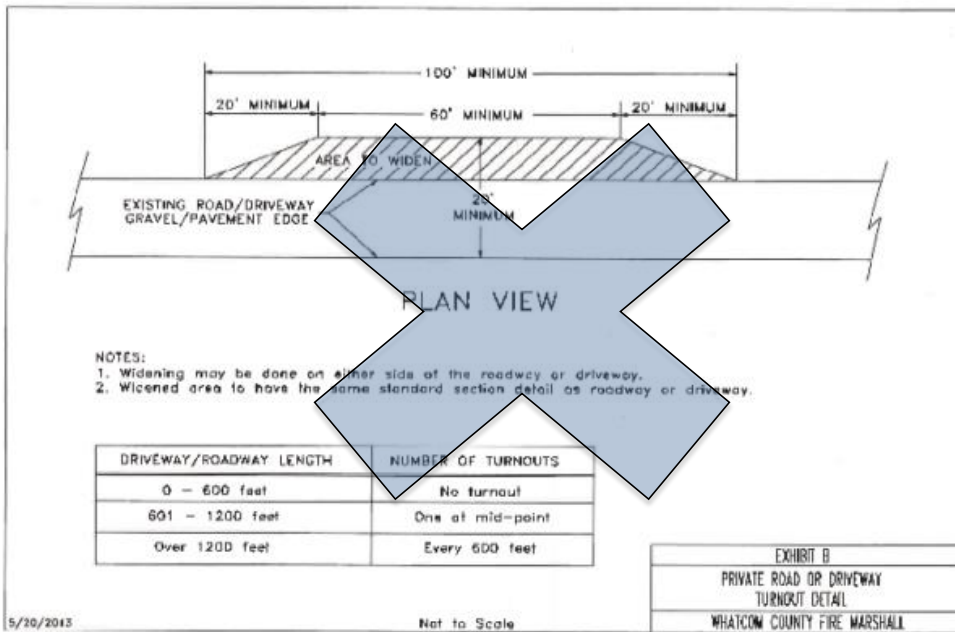 100' MINIMUM
20' MINIMUM
60' MINIMUM
20' MINIMUM
AREA TO WIDEN
EXISTING ROAD/DRIVEWAY
GRAVEL/PAVEMENT EDGE
20'
MINIMUM
PLAN VIEW
NOTES:
1. Widening may be done on either side of the roadway or driveway.
2. Widened area to have the same standard section detail as roadway or driveway.
DRIVEWAY/ROADWAY LENGTH NUMBER OF TURNOUTS
0 - 600 feet No turnout
601 - 1200 feet One at mid-point
Over 1200 feet Every 600 feet
EXHIBIT B
PRIVATE ROAD OR DRIVEWAY
TURNOUT DETAIL
WHATCOM COUNTY FIRE MARSHALL
5/20/2013
Not to Scale